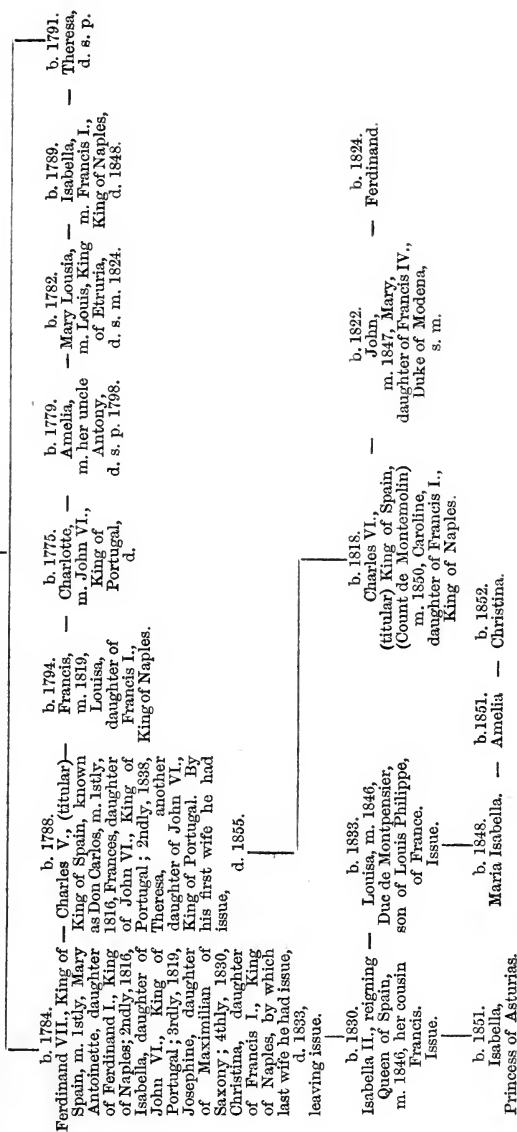 b. 1784.
Ferdinand VII., King of —
Spain, m. 1stly, Mary
Antoinette, daughter
of Ferdinand I., King
of Naples; 2ndly, 1816,
Isabella, daughter of
John VI., King of
Portugal; 3rdly, 1819,
Josephine, daughter
of Maximilian of
Saxony; 4thly, 1830,
Christina, daughter
of Francis I., King
of Naples, by which
last wife he had issue,
d. 1833,
leaving issue.
b. 1788.
Charles V., (titular)—
King of Spain, known
as Don Carlos, m. 1stly,
1816, Frances, daughter
of John VI., King of
Portugal; 2ndly, 1838,
Theresa, another
daughter of John VI.,
King of Portugal. By
his first wife he had
issue,
d. 1855.
b. 1794.
Francis, —
m. 1819,
Louisa,
daughter of
Francis I.,
King of Naples.
b. 1775.
Charlotte, —
m. John VI.,
King of
Portugal,
d.
b. 1779.
Amelia,
m. her uncle
Antony,
d. s. p. 1798.
b. 1782.
— Mary Lousia, —
m. Louis, King
of Etruria,
d. s. m. 1824.
b. 1789.
Isabella, —
m. Francis I.,
King of Naples,
d. 1848.
b. 1791.
Theresa,
d. s. p.
b. 1830.
Isabella II., reigning —
Queen of Spain,
m. 1846, her cousin
Francis.
Issue.
b. 1833.
Louisa, m. 1846,
Duc de Montpensier,
son of Louis Philippe,
of France.
Issue.
b. 1818.
Charles VI., —
(titular) King of Spain,
(Count de Montemolin)
m. 1850, Caroline,
daughter of Francis I.,
King of Naples.
b. 1822.
John, —
m. 1847, Mary,
daughter of Francis IV.,
Duke of Modena,
s. m.
b. 1824.
Ferdinand.
b. 1851.
Isabella,
Princess of Asturias.
b. 1848.
Maria Isabella. —
b.1851.
Amelia —
b. 1852.
Christina.